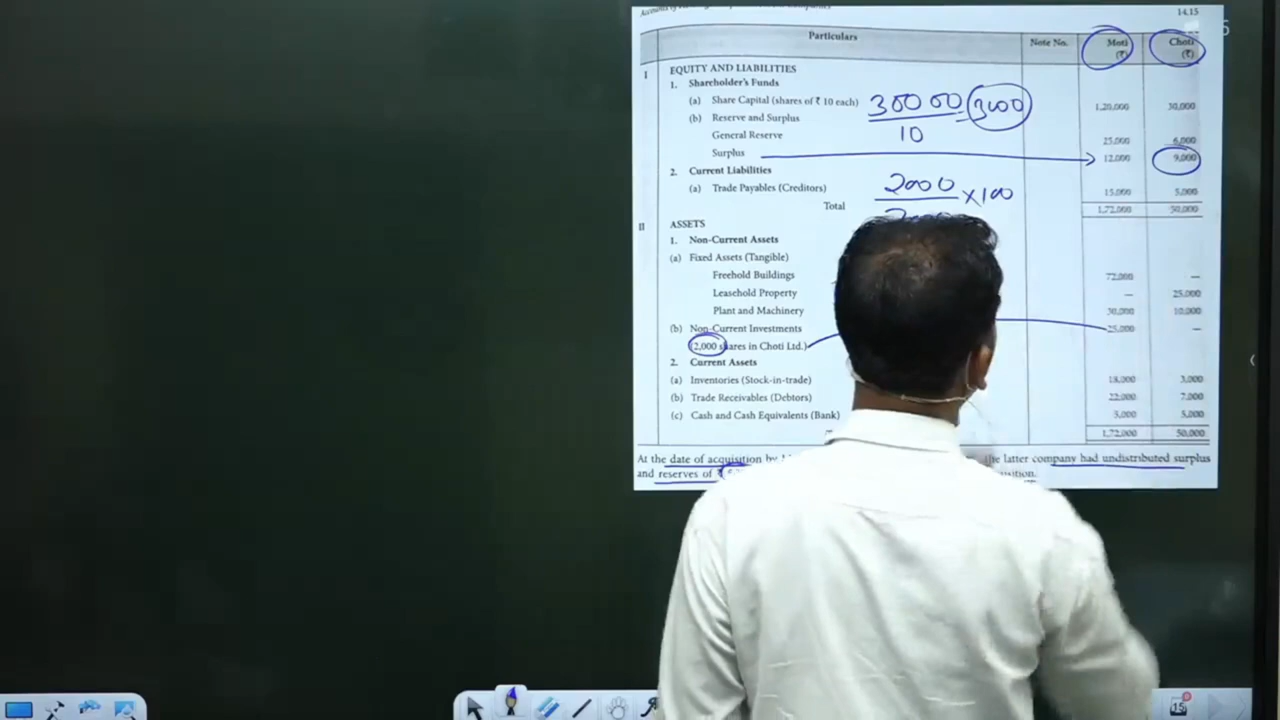 14.15
Particulars Note No. Moti (₹) Choti (₹)
I EQUITY AND LIABILITIES
1. Shareholder's Funds
(a) Share Capital (shares of ₹ 10 each) 1,20,000 30,000
30000/10 = 3000
(b) Reserve and Surplus
General Reserve 25,000 6,000
Surplus 12,000 9,000
2. Current Liabilities
(a) Trade Payables (Creditors) 15,000 5,000
2000 × 100
Total 1,72,000 50,000
II ASSETS
1. Non-Current Assets
(a) Fixed Assets (Tangible)
Freehold Buildings 72,000 —
Leasehold Property — 25,000
Plant and Machinery 30,000 10,000
(b) Non-Current Investments 25,000 —
(2,000 shares in Choti Ltd.)
2. Current Assets
(a) Inventories (Stock-in-trade) 18,000 3,000
(b) Trade Receivables (Debtors) 22,000 7,000
(c) Cash and Cash Equivalents (Bank) 5,000 5,000
1,72,000 50,000
At the date of acquisition by the latter company had undistributed surplus
and reserves of ₹
15